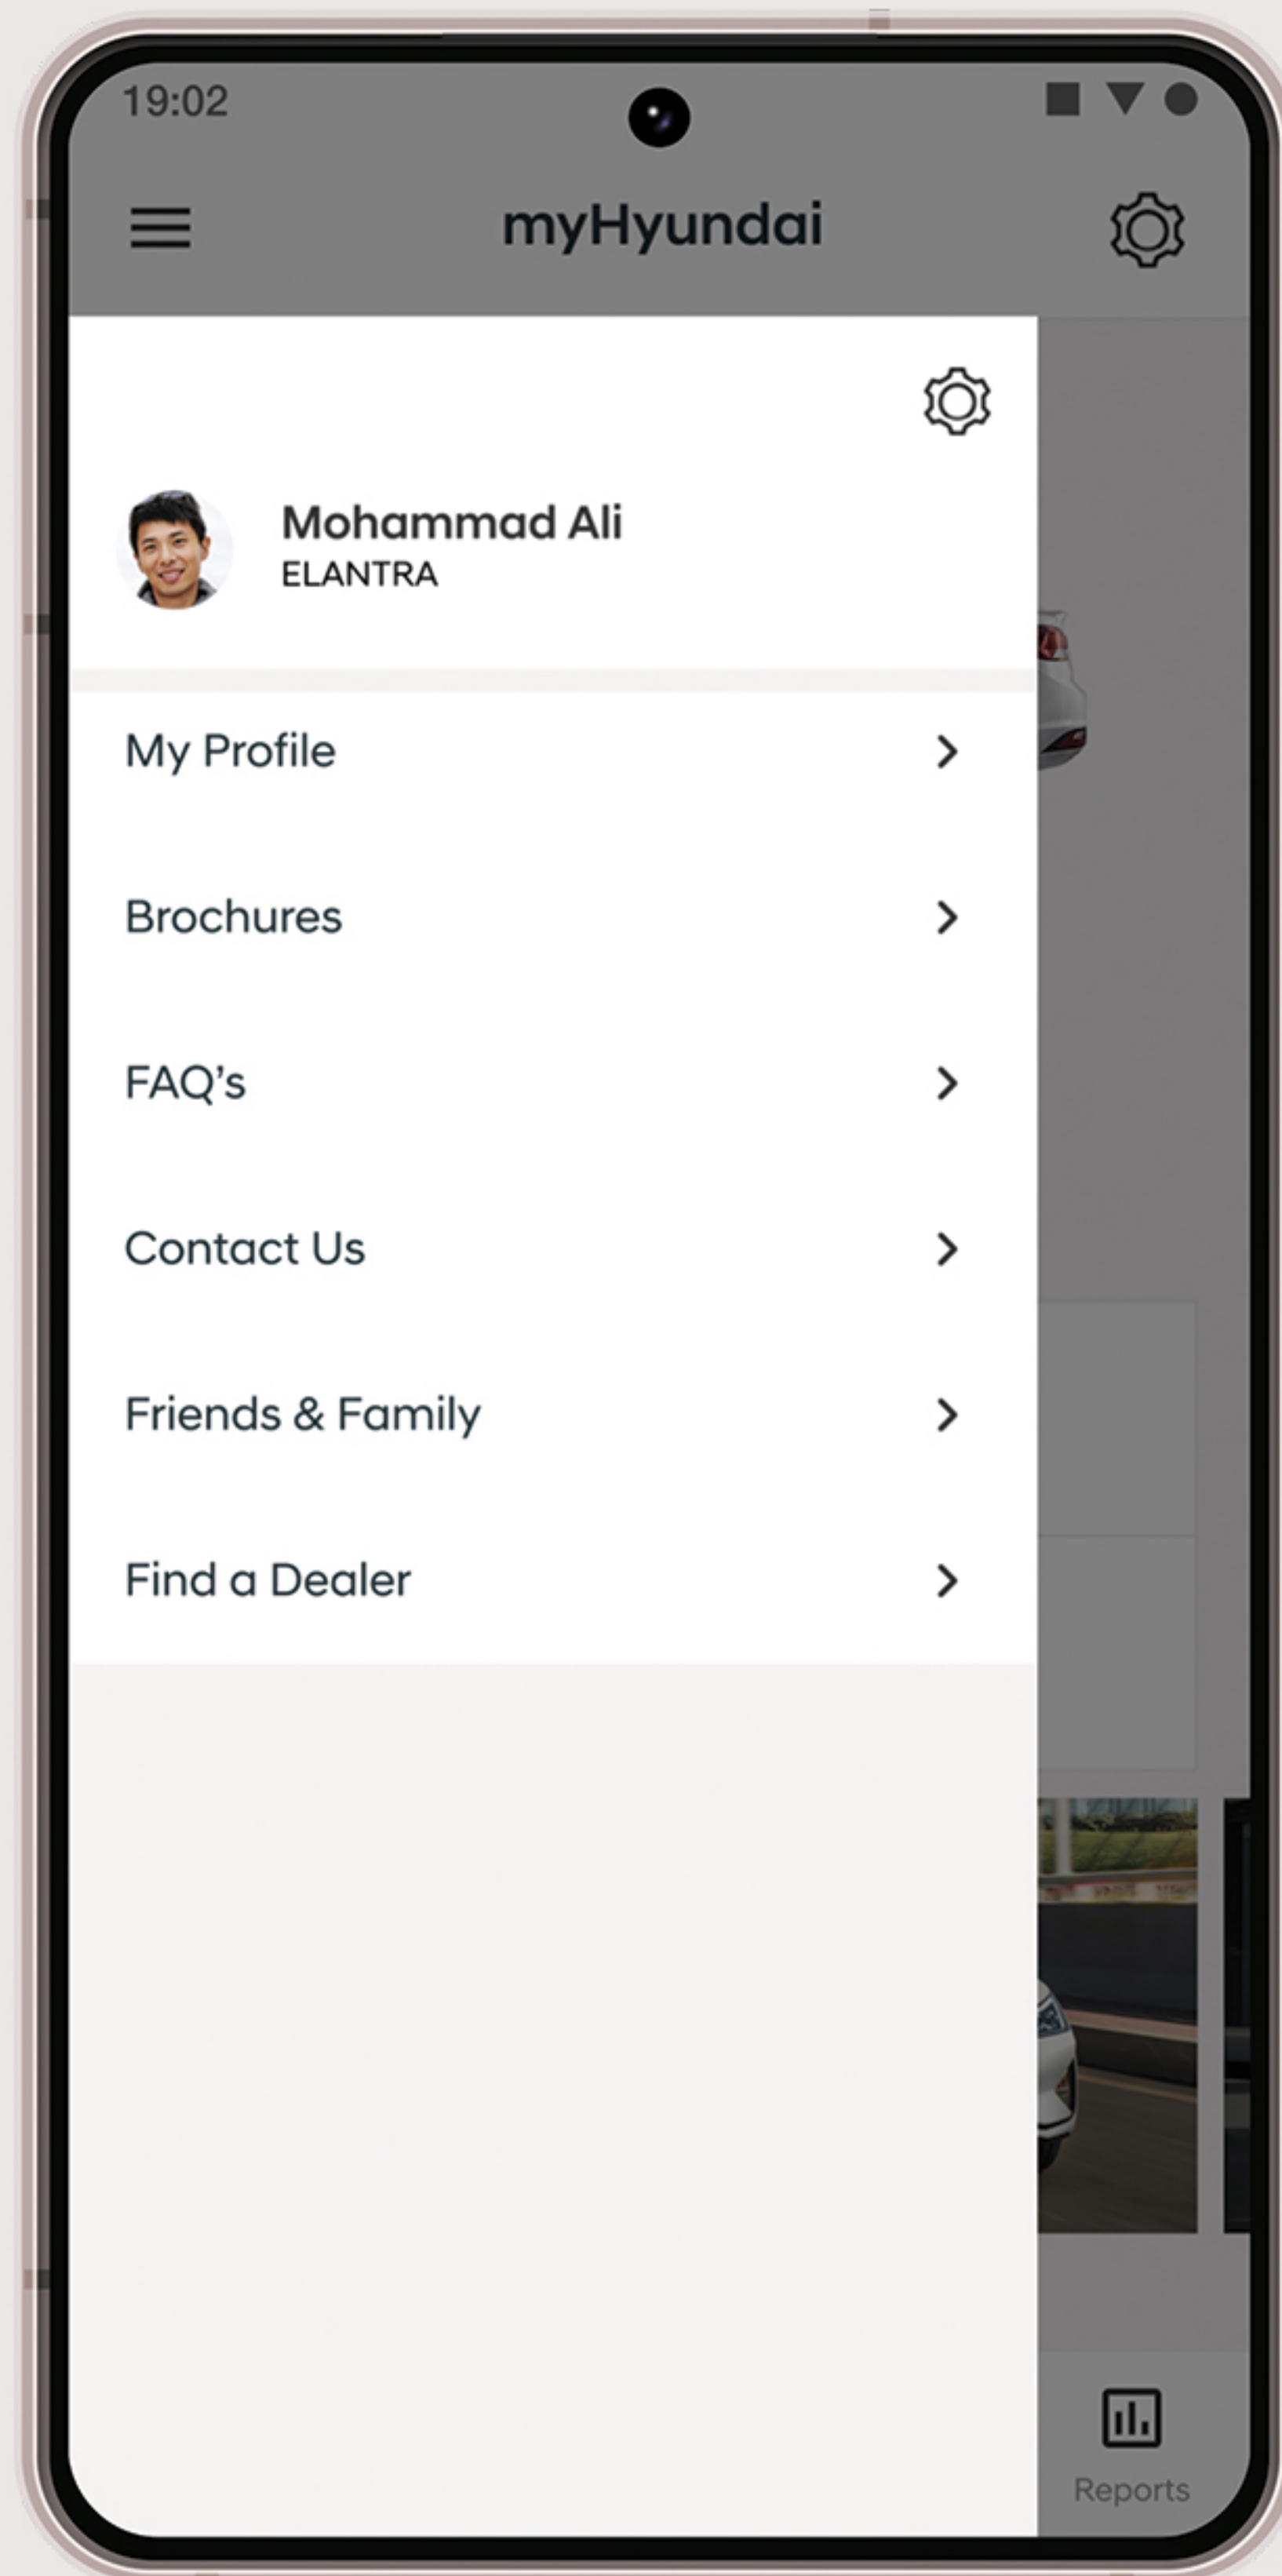 19:02
myHyundai
Mohammad Ali
ELANTRA
My Profile
Brochures
FAQ’s
Contact Us
Friends & Family
Find a Dealer
Reports